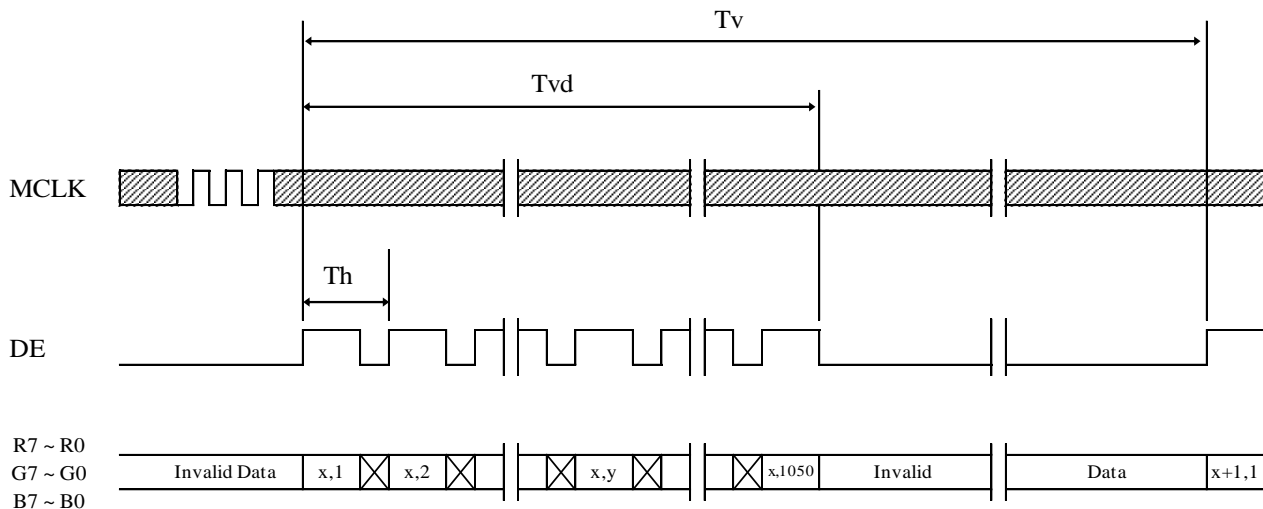 Tv
Tvd
MCLK
Th
DE
R7 ~ R0
G7 ~ G0
B7 ~ B0
Invalid Data x,1 x,2 x,y x,1050 Invalid Data x+1,1